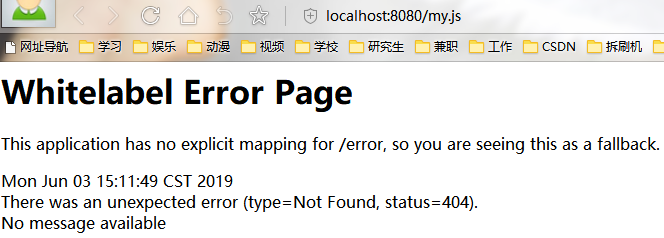 localhost:8080/my.js
网址导航 学习 娱乐 动漫 视频 学校 研究生 兼职 工作 CSDN 拆刷机
Whitelabel Error Page
This application has no explicit mapping for /error, so you are seeing this as a fallback.
Mon Jun 03 15:11:49 CST 2019
There was an unexpected error (type=Not Found, status=404).
No message available